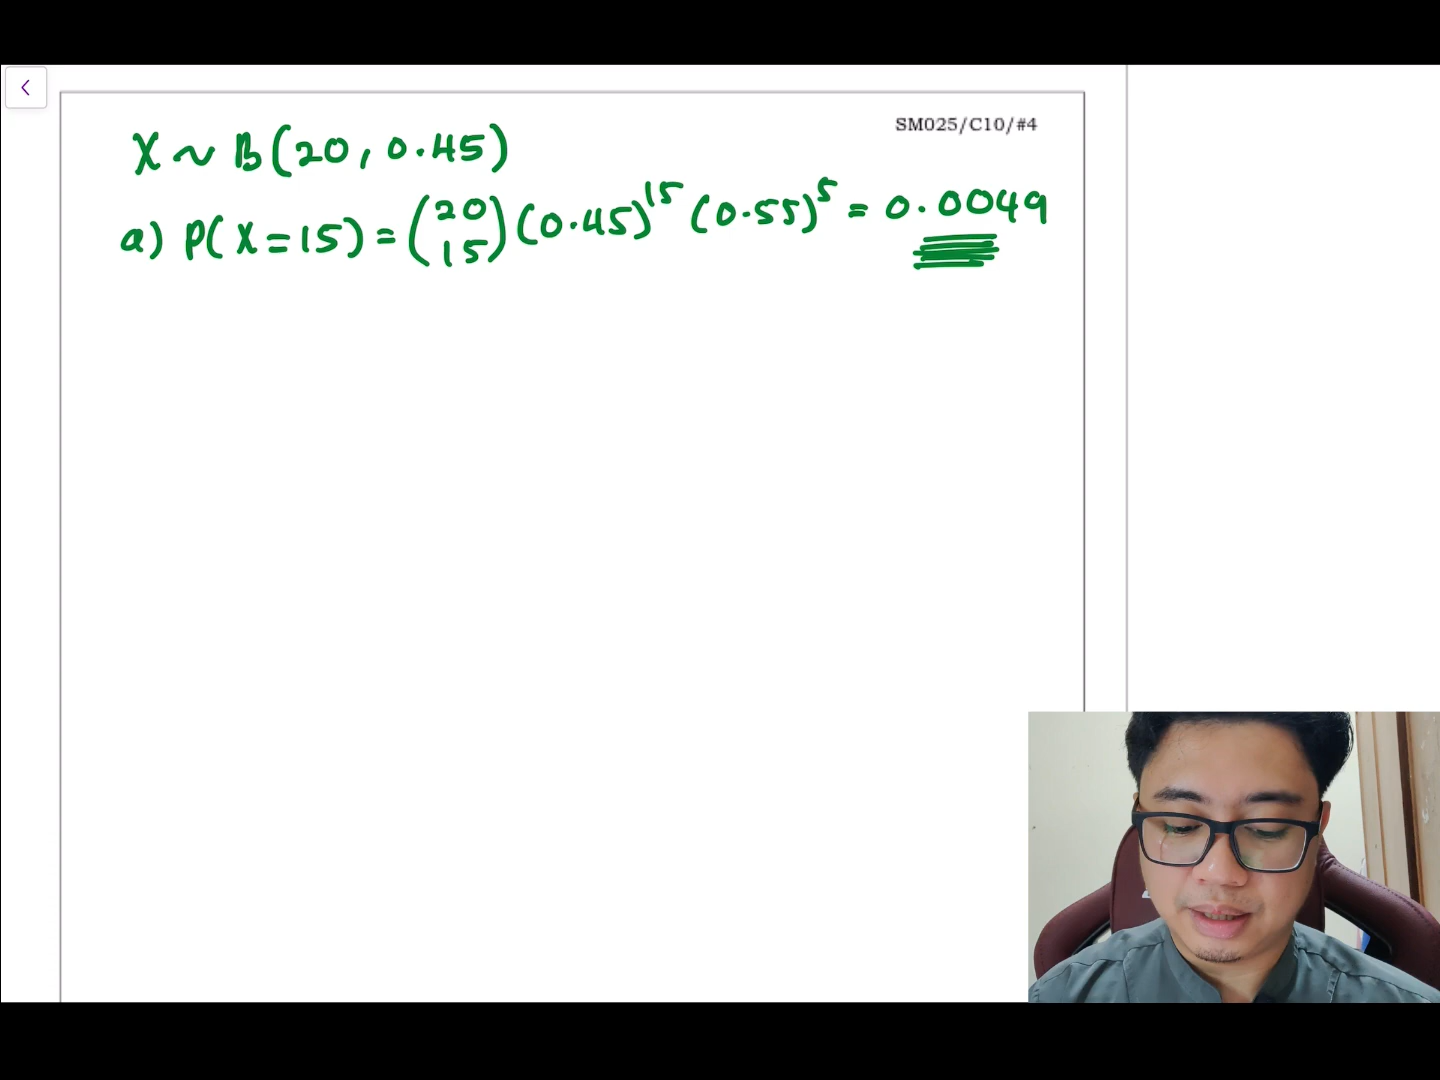 SM025/C10/#4
X ~ B(20, 0.45)
a) P(X=15) = (20 15)(0.45)^15 (0.55)^5 = 0.0049